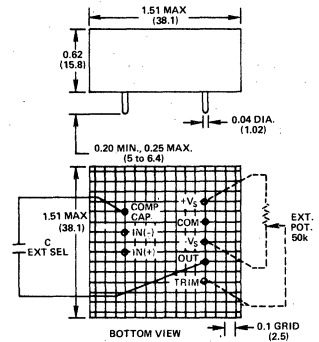 1.51 MAX
(38.1)
0.62
(15.8)
0.04 DIA.
(1.02)
0.20 MIN., 0.25 MAX.
(5 to 6.4)
1.51 MAX
(38.1)
COMP
CAP.
IN(-)
IN(+)
+VS
COM
-VS
OUT
TRIM
C
EXT SEL
EXT.
POT.
50k
BOTTOM VIEW
0.1 GRID
(2.5)